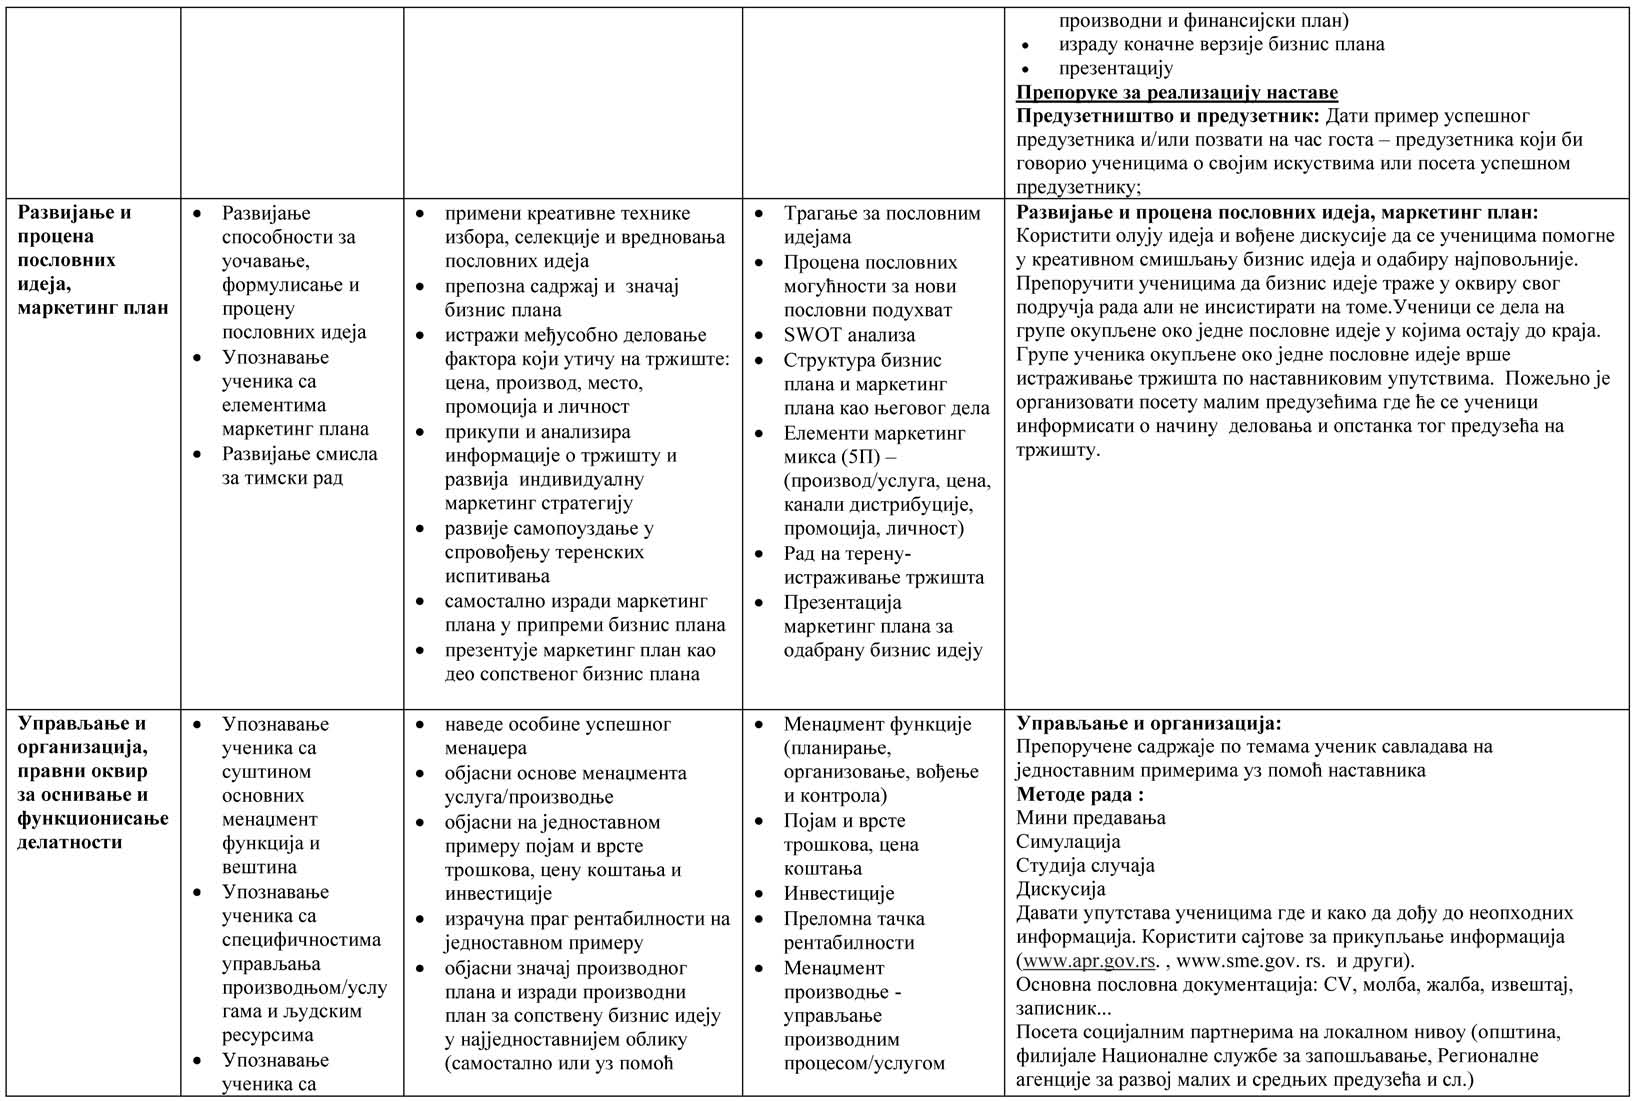 производни и финансијски план)
• израду коначне верзије бизнис плана
• презентацију
Препоруке за реализацију наставе
Предузетништво и предузетник: Дати пример успешног
предузетника и/или позвати на час госта – предузетника који би
говорио ученицима о својим искуствима или посета успешном
предузетнику;
Развијање и
процена
пословних
идеја,
маркетинг план
• Развијање
способности за
уочавање,
формулисање и
процену
пословних идеја
• Упознавање
ученика са
елементима
маркетинг плана
• Развијање смисла
за тимски рад
• примени креативне технике
избора, селекције и вредновања
пословних идеја
• препозна садржај и значај
бизнис плана
• истражи међусобно деловање
фактора који утичу на тржиште:
цена, производ, место,
промоција и личност
• прикупи и анализира
информације о тржишту и
развија индивидуалну
маркетинг стратегију
• развије самопоуздање у
спровођењу теренских
испитивања
• самостално изради маркетинг
плана у припреми бизнис плана
• презентује маркетинг план као
део сопственог бизнис плана
• Трагање за пословним
идејама
• Процена пословних
могућности за нови
пословни подухват
• SWOT анализа
• Структура бизнис
плана и маркетинг
плана као његовог дела
• Елементи маркетинг
микса (5П) –
(производ/услуга, цена,
канали дистрибуције,
промоција, личност)
• Рад на терену-
истраживање тржишта
• Презентација
маркетинг плана за
одабрану бизнис идеју
Развијање и процена пословних идеја, маркетинг план:
Користити олују идеја и вођене дискусије да се ученицима помогне
у креативном смишљању бизнис идеја и одабиру најповољније.
Препоручити ученицима да бизнис идеје траже у оквиру свог
подручја рада али не инсистирати на томе.Ученици се дела на
групе окупљене око једне пословне идеје у којима остају до краја.
Групе ученика окупљене око једне пословне идеје врше
истраживање тржишта по наставниковим упутствима. Пожељно је
организовати посету малим предузећима где ће се ученици
информисати о начину деловања и опстанка тог предузећа на
тржишту.
Управљање и
организација,
правни оквир
за оснивање и
функционисање
делатности
• Упознавање
ученика са
суштином
основних
менаџмент
функција и
вештина
• Упознавање
ученика са
специфичностима
управљања
производњом/услу
гама и људским
ресурсима
• Упознавање
ученика са
• наведе особине успешног
менаџера
• објасни основе менаџмента
услуга/производње
• објасни на једноставном
примеру појам и врсте
трошкова, цену коштања и
инвестиције
• израчуна праг рентабилности на
једноставном примеру
• објасни значај производног
плана и изради производни
план за сопствену бизнис идеју
у најједноставнијем облику
(самостално или уз помоћ
• Менаџмент функције
(планирање,
организовање, вођење
и контрола)
• Појам и врсте
трошкова, цена
коштања
• Инвестиције
• Преломна тачка
рентабилности
• Менаџмент
производње -
управљање
производним
процесом/услугом
Управљање и организација:
Препоручене садржаје по темама ученик савладава на
једноставним примерима уз помоћ наставника
Методе рада :
Мини предавања
Симулација
Студија случаја
Дискусија
Давати упутстава ученицима где и како да дођу до неопходних
информација. Користити сајтове за прикупљање информација
(www.apr.gov.rs. , www.sme.gov. rs. и други).
Основна пословна документација: CV, молба, жалба, извештај,
записник...
Посета социјалним партнерима на локалном нивоу (општина,
филијале Националне службе за запошљавање, Регионалне
агенције за развој малих и средњих предузећа и сл.)